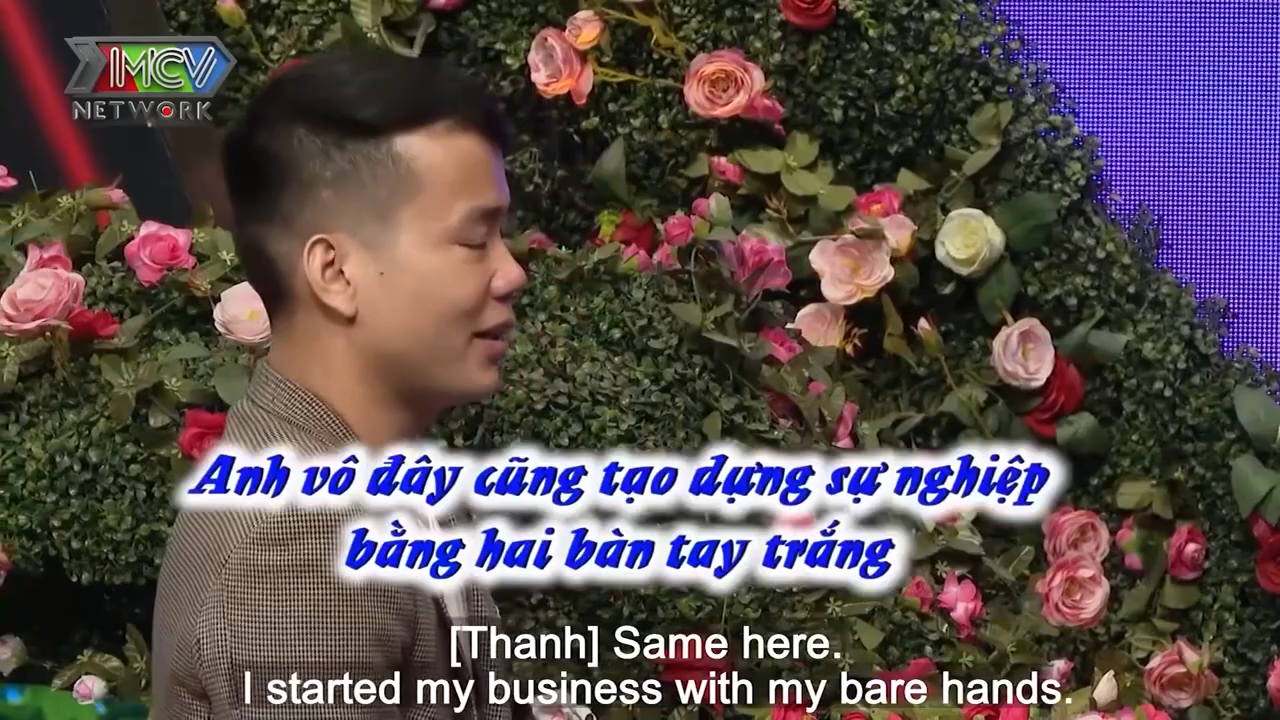 MCV
NETWORK
Anh vô đây cũng tạo dựng sự nghiệp
bằng hai bàn tay trắng
[Thanh] Same here.
I started my business with my bare hands.